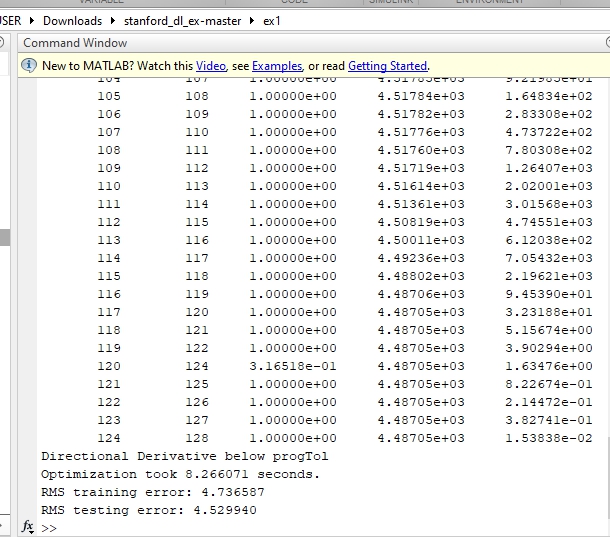 VARIABLE CODE SIMULINK ENVIRONMENT
USER ▸ Downloads ▸ stanford_dl_ex-master ▸ ex1
Command Window
New to MATLAB? Watch this Video, see Examples, or read Getting Started.
104 107 1.00000e+00 4.51785e+03 9.21985e+01
105 108 1.00000e+00 4.51784e+03 1.64834e+02
106 109 1.00000e+00 4.51782e+03 2.83308e+02
107 110 1.00000e+00 4.51776e+03 4.73722e+02
108 111 1.00000e+00 4.51760e+03 7.80308e+02
109 112 1.00000e+00 4.51719e+03 1.26407e+03
110 113 1.00000e+00 4.51614e+03 2.02001e+03
111 114 1.00000e+00 4.51361e+03 3.01568e+03
112 115 1.00000e+00 4.50819e+03 4.74551e+03
113 116 1.00000e+00 4.50011e+03 6.12038e+02
114 117 1.00000e+00 4.49236e+03 7.05432e+03
115 118 1.00000e+00 4.48802e+03 2.19621e+03
116 119 1.00000e+00 4.48706e+03 9.45390e+01
117 120 1.00000e+00 4.48705e+03 3.23188e+01
118 121 1.00000e+00 4.48705e+03 5.15674e+00
119 122 1.00000e+00 4.48705e+03 3.90294e+00
120 124 3.16518e-01 4.48705e+03 1.63476e+00
121 125 1.00000e+00 4.48705e+03 8.22674e-01
122 126 1.00000e+00 4.48705e+03 2.14472e-01
123 127 1.00000e+00 4.48705e+03 3.82741e-01
124 128 1.00000e+00 4.48705e+03 1.53838e-02
Directional Derivative below progTol
Optimization took 8.266071 seconds.
RMS training error: 4.736587
RMS testing error: 4.529940
fx >>